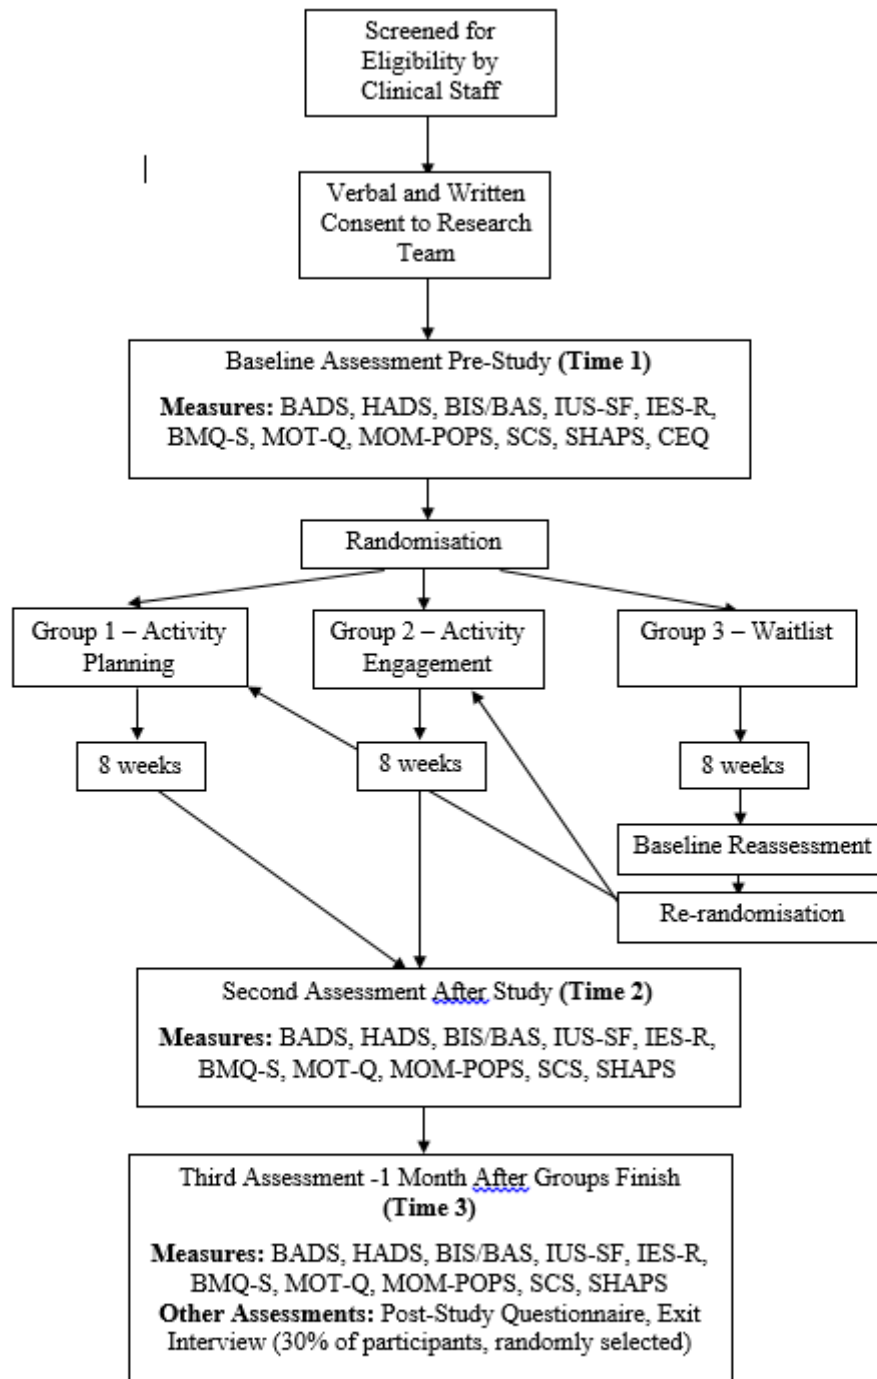 Screened for
Eligibility by
Clinical Staff
Verbal and Written
Consent to Research
Team
Baseline Assessment Pre-Study (Time 1)
Measures: BADS, HADS, BIS/BAS, IUS-SF, IES-R,
BMQ-S, MOT-Q, MOM-POPS, SCS, SHAPS, CEQ
Randomisation
Group 1 – Activity
Planning
Group 2 – Activity
Engagement
Group 3 – Waitlist
8 weeks
8 weeks
8 weeks
Baseline Reassessment
Re-randomisation
Second Assessment After Study (Time 2)
Measures: BADS, HADS, BIS/BAS, IUS-SF, IES-R,
BMQ-S, MOT-Q, MOM-POPS, SCS, SHAPS
Third Assessment -1 Month After Groups Finish
(Time 3)
Measures: BADS, HADS, BIS/BAS, IUS-SF, IES-R,
BMQ-S, MOT-Q, MOM-POPS, SCS, SHAPS
Other Assessments: Post-Study Questionnaire, Exit
Interview (30% of participants, randomly selected)